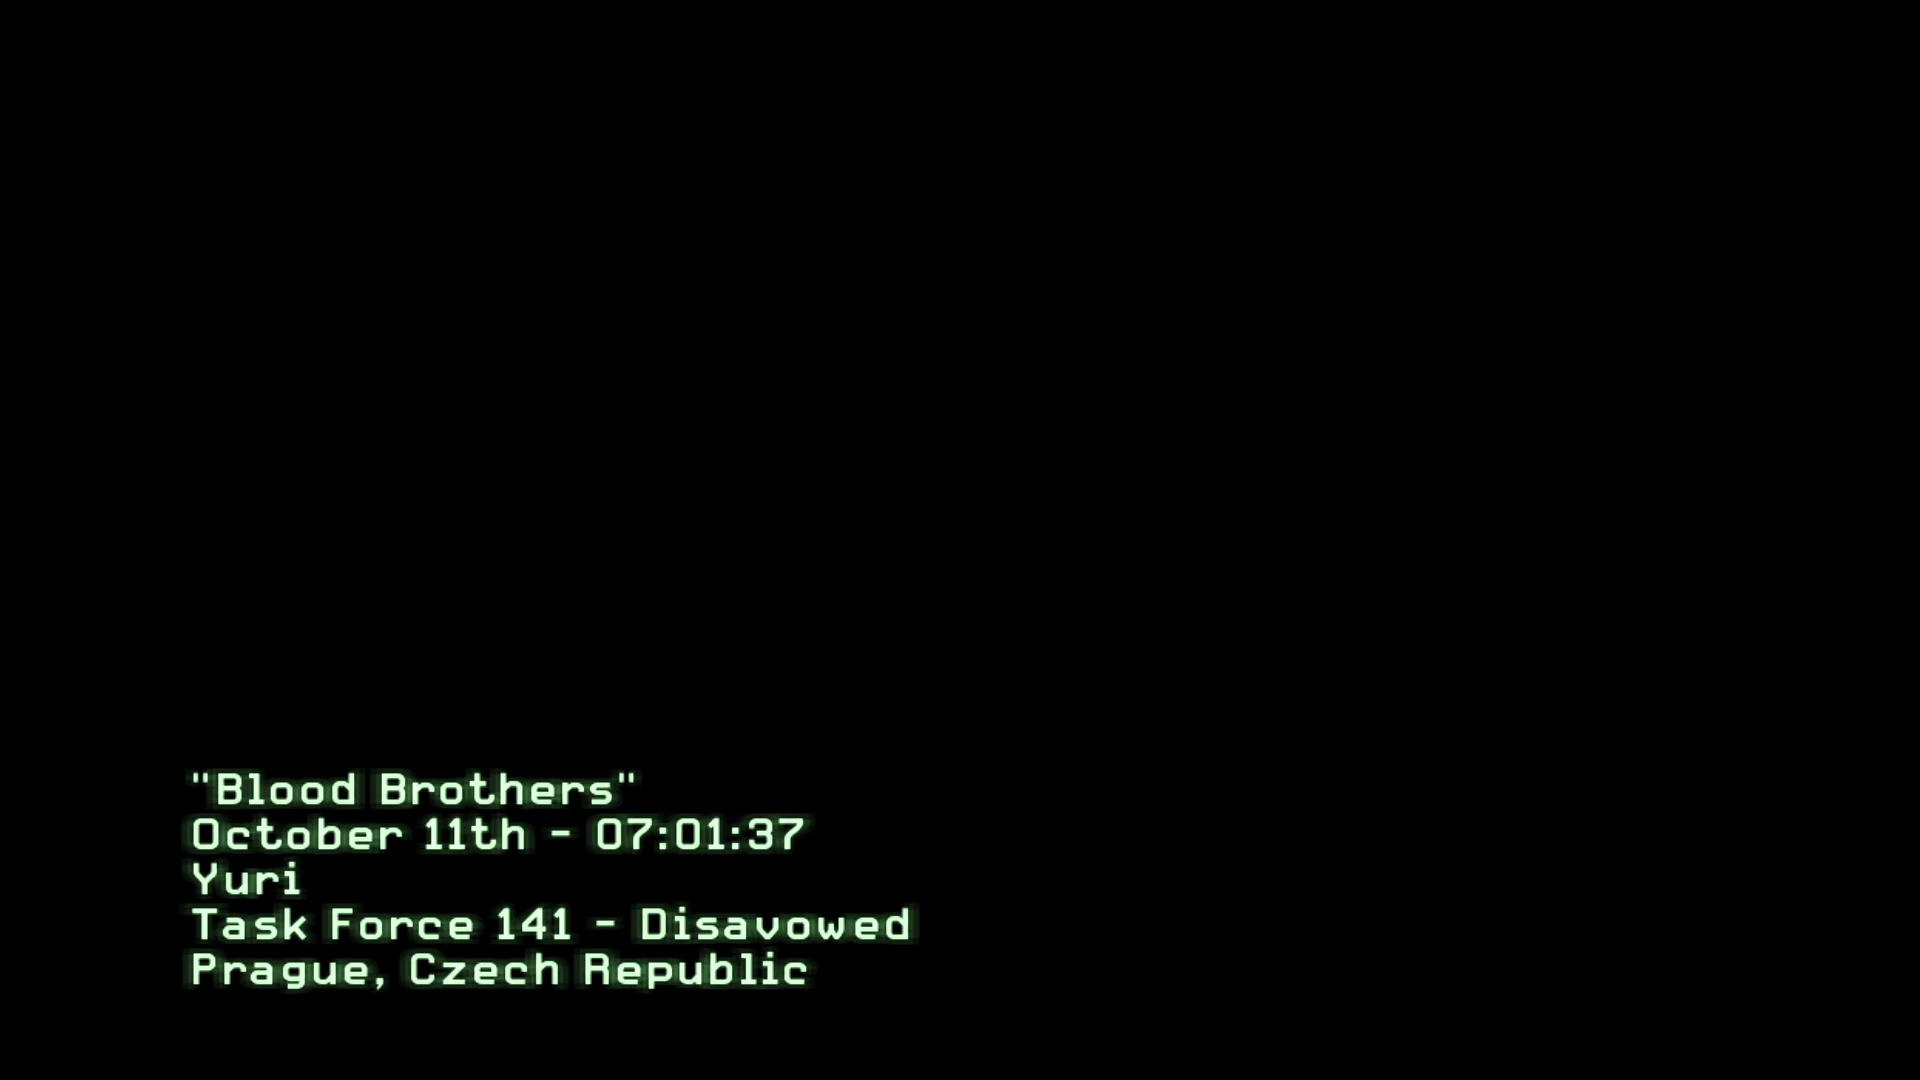 "Blood Brothers"
October 11th - 07:01:37
Yuri
Task Force 141 - Disavowed
Prague, Czech Republic